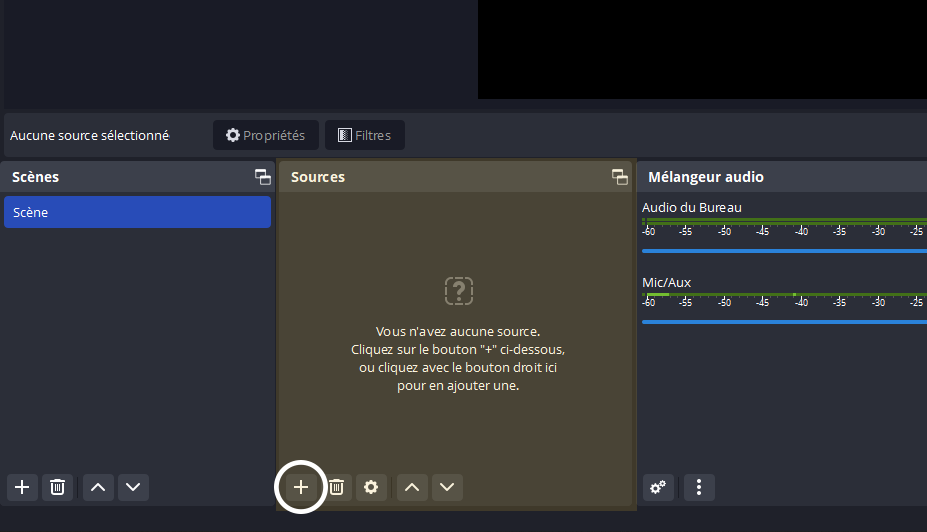 Aucune source sélectionné
Propriétés
Filtres
Scènes
Scène
Sources
Vous n'avez aucune source.
Cliquez sur le bouton "+" ci-dessous,
ou cliquez avec le bouton droit ici
pour en ajouter une.
Mélangeur audio
Audio du Bureau
-60 -55 -50 -45 -40 -35 -30 -25
Mic/Aux
-60 -55 -50 -45 -40 -35 -30 -25